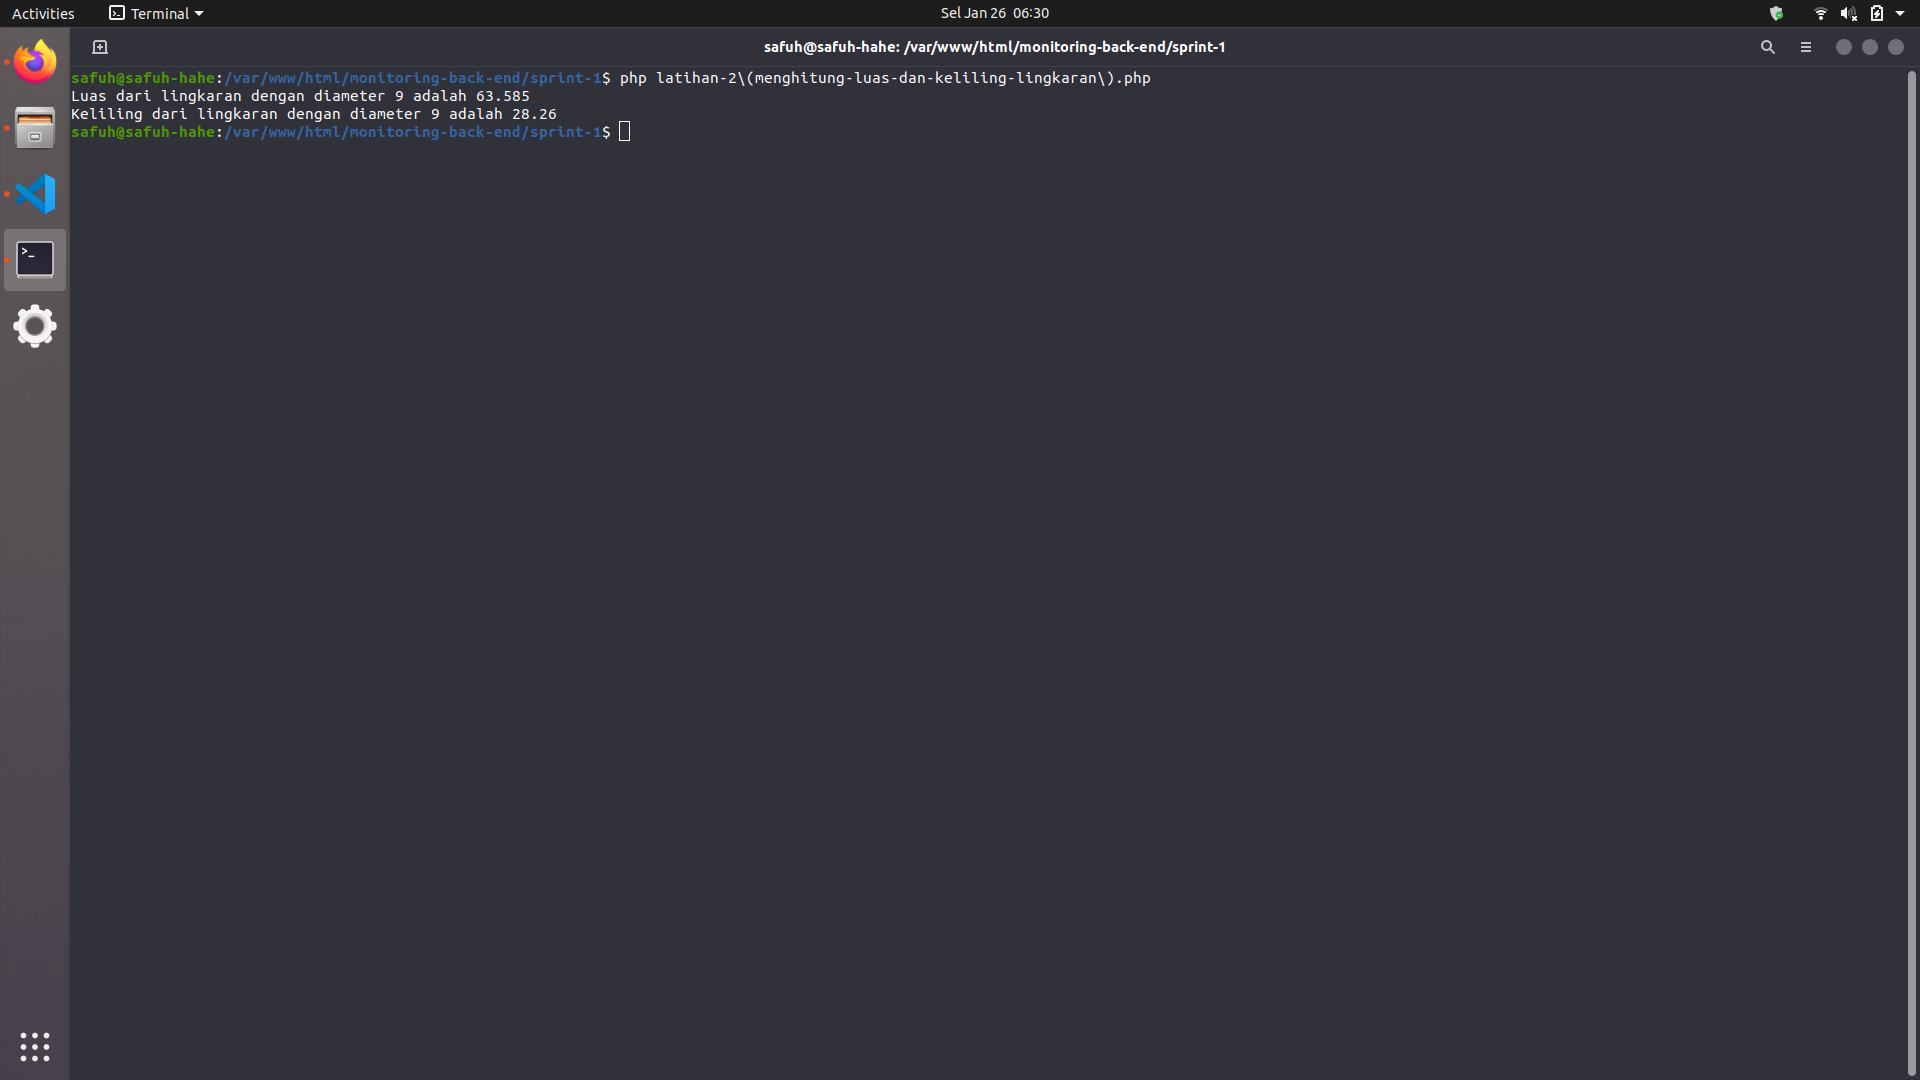 Activities
Terminal
Sel Jan 26 06:30
safuh@safuh-hahe: /var/www/html/monitoring-back-end/sprint-1
safuh@safuh-hahe:/var/www/html/monitoring-back-end/sprint-1$ php latihan-2\(menghitung-luas-dan-keliling-lingkaran\).php
Luas dari lingkaran dengan diameter 9 adalah 63.585
Keliling dari lingkaran dengan diameter 9 adalah 28.26
safuh@safuh-hahe:/var/www/html/monitoring-back-end/sprint-1$